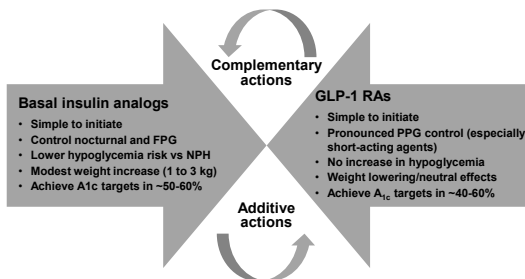 Complementary
actions
Basal insulin analogs
• Simple to initiate
• Control nocturnal and FPG
• Lower hypoglycemia risk vs NPH
• Modest weight increase (1 to 3 kg)
• Achieve A1c targets in ~50-60%
GLP-1 RAs
• Simple to initiate
• Pronounced PPG control (especially
short-acting agents)
• No increase in hypoglycemia
• Weight lowering/neutral effects
• Achieve A1c targets in ~40-60%
Additive
actions